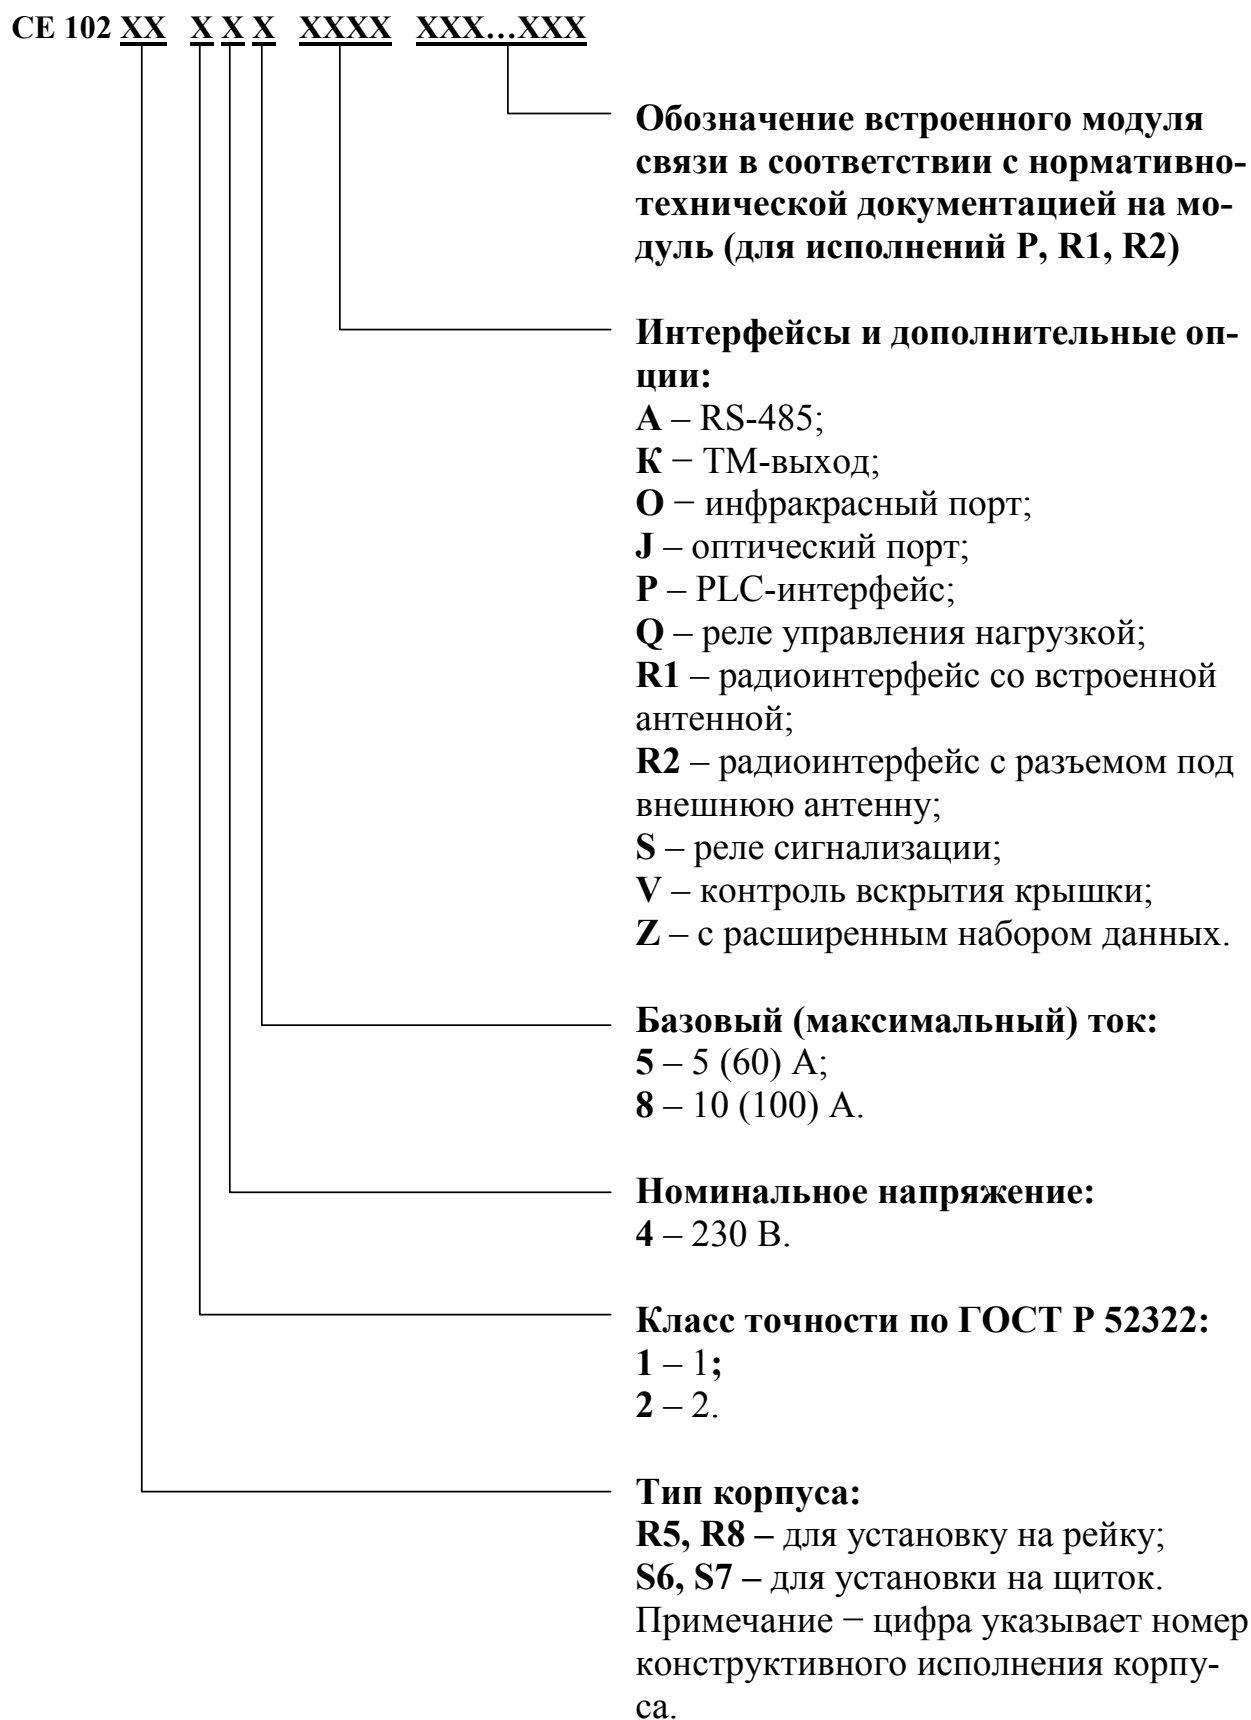 СЕ 102 XX X X X XXXX XXX…XXX
Обозначение встроенного модуля
связи в соответствии с нормативно-
технической документацией на мо-
дуль (для исполнений P, R1, R2)
Интерфейсы и дополнительные оп-
ции:
A – RS-485;
К − ТМ-выход;
О − инфракрасный порт;
J – оптический порт;
P – PLC-интерфейс;
Q – реле управления нагрузкой;
R1 – радиоинтерфейс со встроенной
антенной;
R2 – радиоинтерфейс с разъемом под
внешнюю антенну;
S – реле сигнализации;
V – контроль вскрытия крышки;
Z – с расширенным набором данных.
Базовый (максимальный) ток:
5 – 5 (60) А;
8 – 10 (100) А.
Номинальное напряжение:
4 – 230 В.
Класс точности по ГОСТ Р 52322:
1 – 1;
2 – 2.
Тип корпуса:
R5, R8 – для установку на рейку;
S6, S7 – для установки на щиток.
Примечание − цифра указывает номер
конструктивного исполнения корпу-
са.